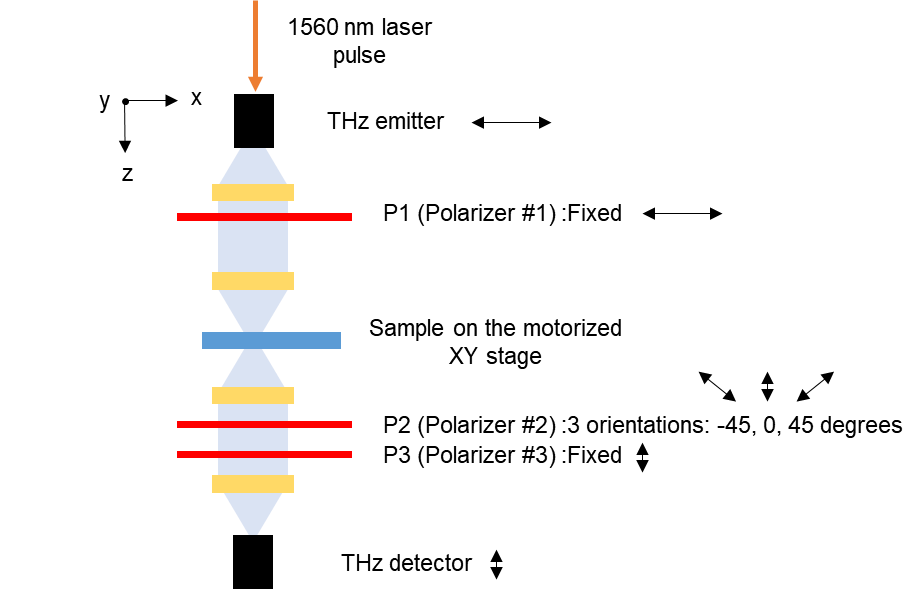 1560 nm laser
pulse
y
x
z
THz emitter
P1 (Polarizer #1) :Fixed
Sample on the motorized
XY stage
P2 (Polarizer #2) :3 orientations: -45, 0, 45 degrees
P3 (Polarizer #3) :Fixed
THz detector